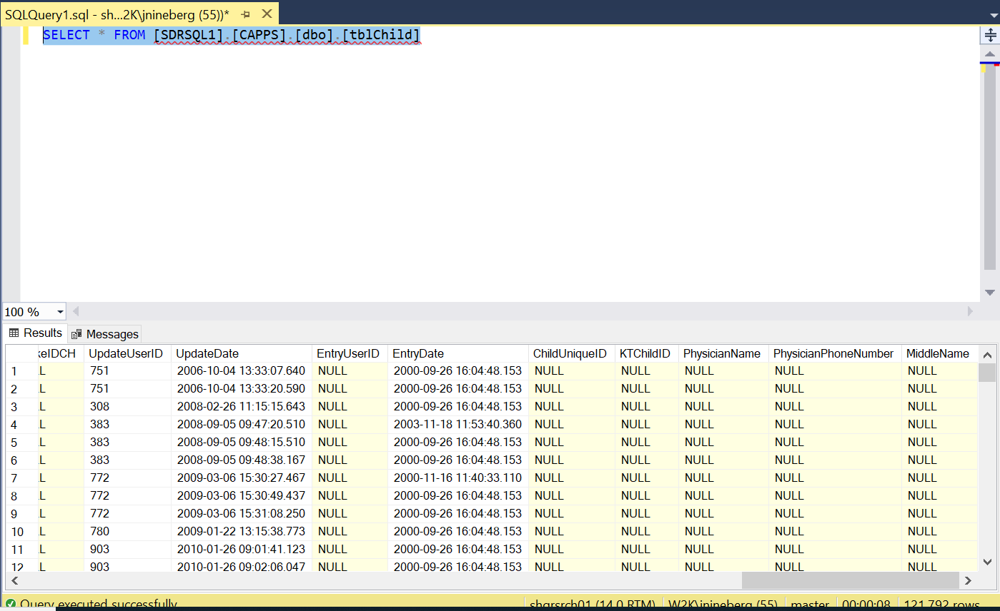 SQLQuery1.sql - sh...2K\jnineberg (55))*
SELECT * FROM [SDRSQL1].[CAPPS].[dbo].[tblChild]
100 %
Results Messages
keIDCH UpdateUserID UpdateDate EntryUserID EntryDate ChildUniqueID KTChildID PhysicianName PhysicianPhoneNumber MiddleName
1 .L 751 2006-10-04 13:33:07.640 NULL 2000-09-26 16:04:48.153 NULL NULL NULL NULL NULL
2 .L 751 2006-10-04 13:33:20.590 NULL 2000-09-26 16:04:48.153 NULL NULL NULL NULL NULL
3 .L 308 2008-02-26 11:15:15.643 NULL 2000-09-26 16:04:48.153 NULL NULL NULL NULL NULL
4 .L 383 2008-09-05 09:47:20.510 NULL 2003-11-18 11:53:40.360 NULL NULL NULL NULL NULL
5 .L 383 2008-09-05 09:48:15.510 NULL 2000-09-26 16:04:48.153 NULL NULL NULL NULL NULL
6 .L 383 2008-09-05 09:48:38.167 NULL 2000-09-26 16:04:48.153 NULL NULL NULL NULL NULL
7 .L 772 2009-03-06 15:30:27.467 NULL 2000-11-16 11:40:33.110 NULL NULL NULL NULL NULL
8 .L 772 2009-03-06 15:30:49.437 NULL 2000-09-26 16:04:48.153 NULL NULL NULL NULL NULL
9 .L 772 2009-03-06 15:31:08.250 NULL 2000-09-26 16:04:48.153 NULL NULL NULL NULL NULL
10 .L 780 2009-01-22 13:15:38.773 NULL 2000-09-26 16:04:48.153 NULL NULL NULL NULL NULL
11 .L 903 2010-01-26 09:01:41.123 NULL 2000-09-26 16:04:48.153 NULL NULL NULL NULL NULL
12 .L 903 2010-01-26 09:02:06.047 NULL 2000-09-26 16:04:48.153 NULL NULL NULL NULL NULL
Query executed successfully. shqrsrch01 (14.0 RTM) W2K\jnineberg (55) master 00:00:08 121,792 rows